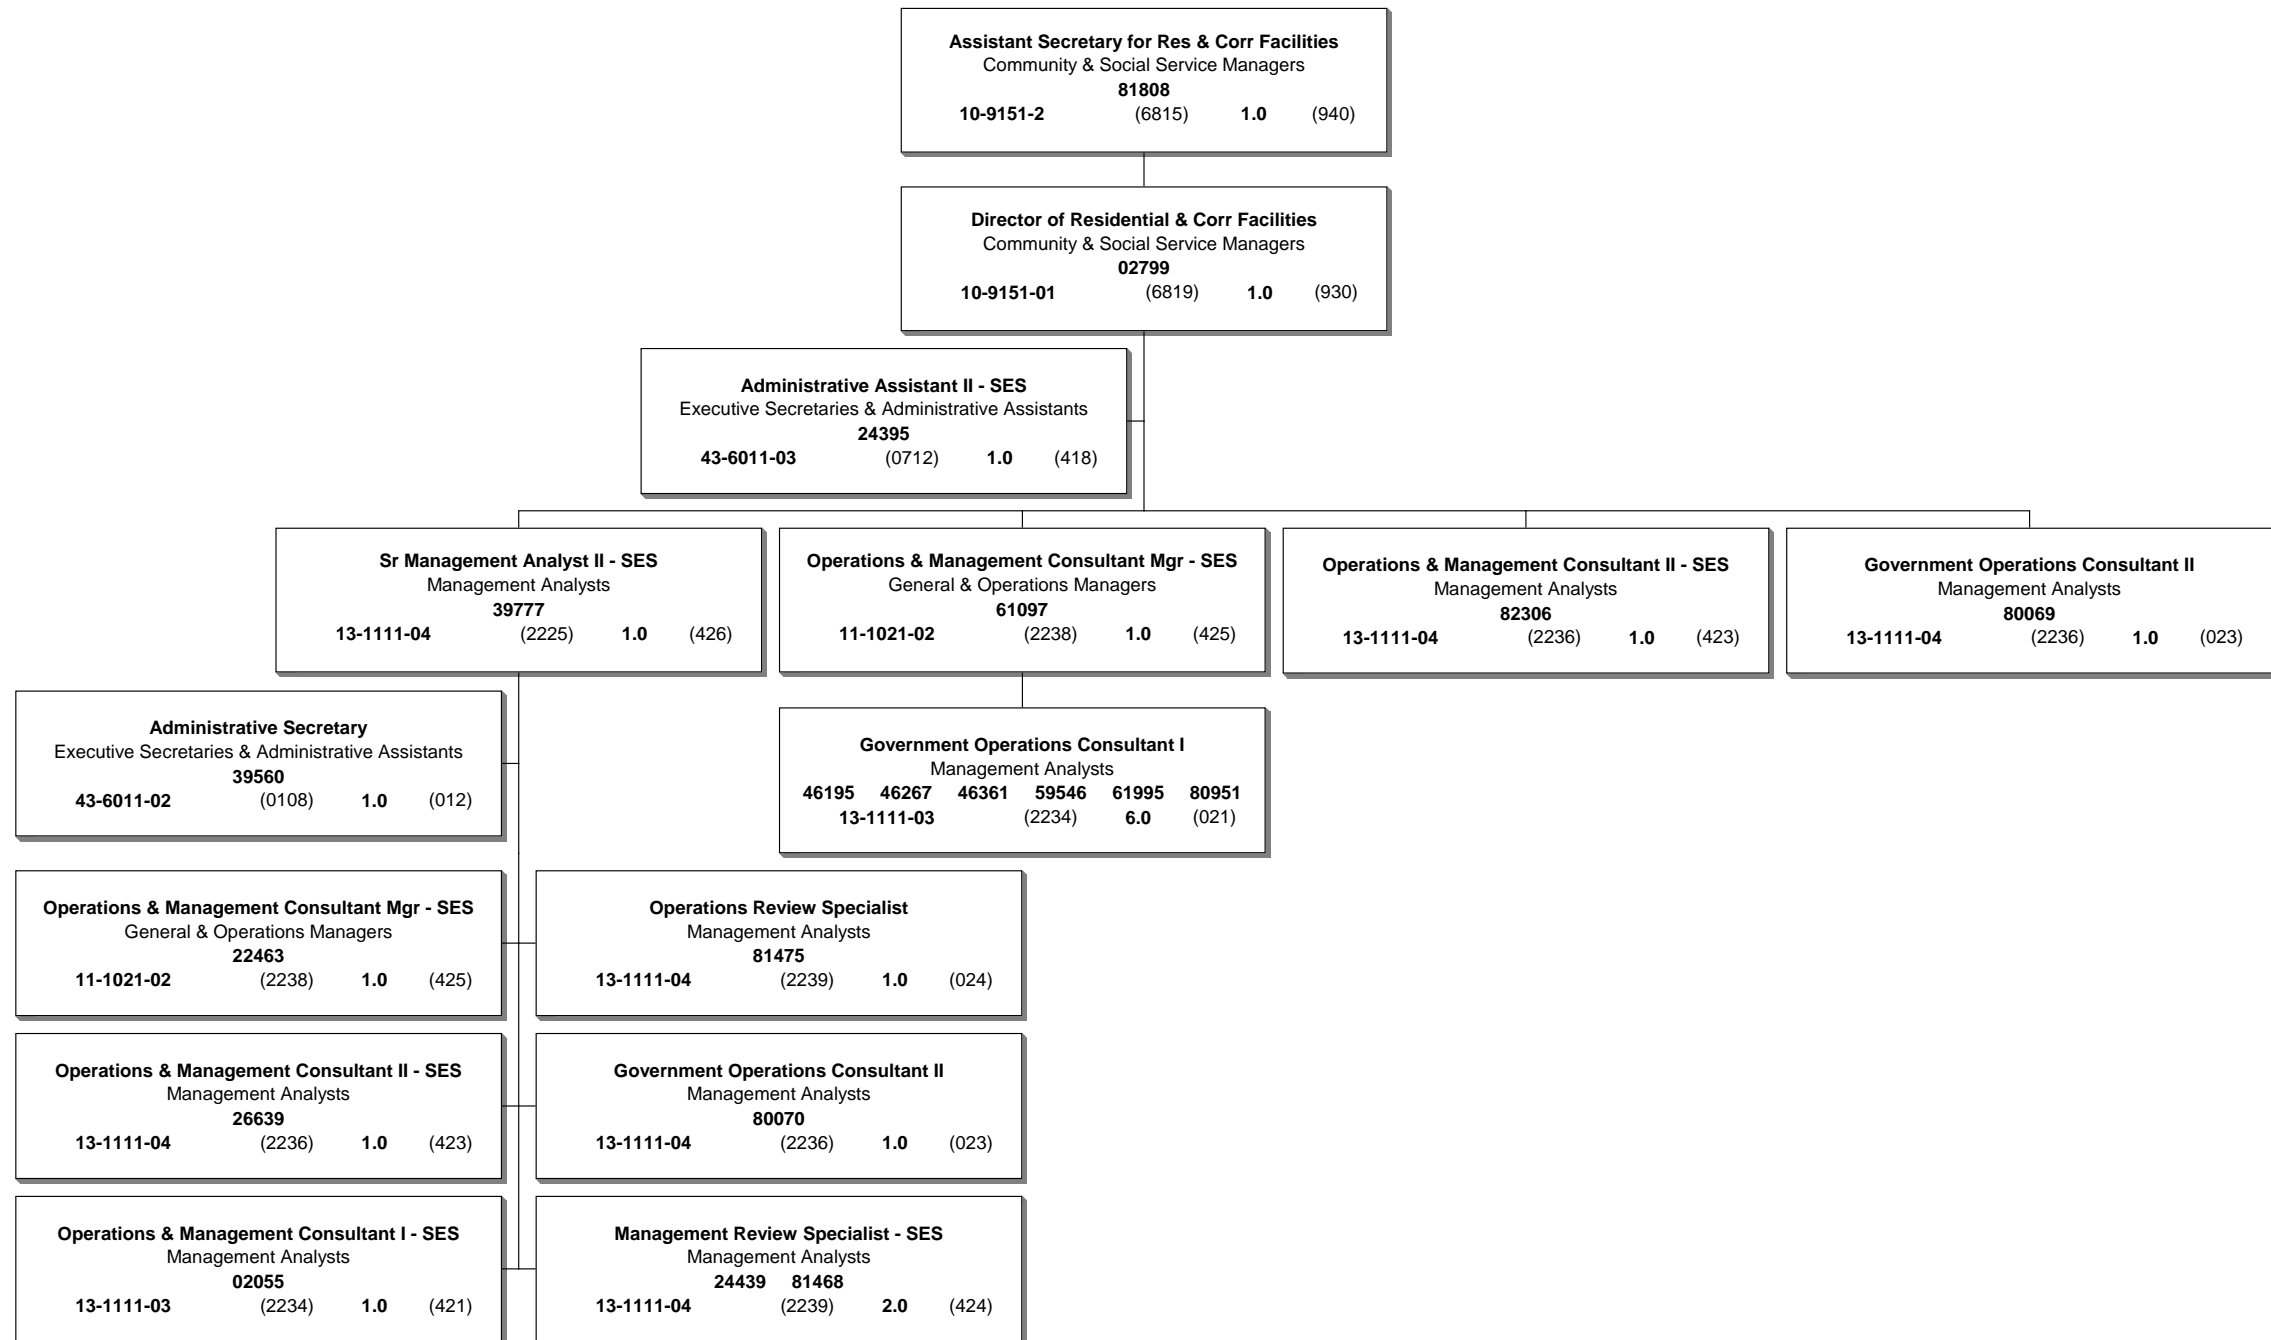 Assistant Secretary for Res & Corr Facilities
Community & Social Service Managers
81808
10-9151-2 (6815) 1.0 (940)
Director of Residential & Corr Facilities
Community & Social Service Managers
02799
10-9151-01 (6819) 1.0 (930)
Administrative Assistant II - SES
Executive Secretaries & Administrative Assistants
24395
43-6011-03 (0712) 1.0 (418)
Sr Management Analyst II - SES
Management Analysts
39777
13-1111-04 (2225) 1.0 (426)
Operations & Management Consultant Mgr - SES
General & Operations Managers
61097
11-1021-02 (2238) 1.0 (425)
Operations & Management Consultant II - SES
Management Analysts
82306
13-1111-04 (2236) 1.0 (423)
Government Operations Consultant II
Management Analysts
80069
13-1111-04 (2236) 1.0 (023)
Administrative Secretary
Executive Secretaries & Administrative Assistants
39560
43-6011-02 (0108) 1.0 (012)
Government Operations Consultant I
Management Analysts
46195 46267 46361 59546 61995 80951
13-1111-03 (2234) 6.0 (021)
Operations & Management Consultant Mgr - SES
General & Operations Managers
22463
11-1021-02 (2238) 1.0 (425)
Operations Review Specialist
Management Analysts
81475
13-1111-04 (2239) 1.0 (024)
Operations & Management Consultant II - SES
Management Analysts
26639
13-1111-04 (2236) 1.0 (423)
Government Operations Consultant II
Management Analysts
80070
13-1111-04 (2236) 1.0 (023)
Operations & Management Consultant I - SES
Management Analysts
02055
13-1111-03 (2234) 1.0 (421)
Management Review Specialist - SES
Management Analysts
24439 81468
13-1111-04 (2239) 2.0 (424)